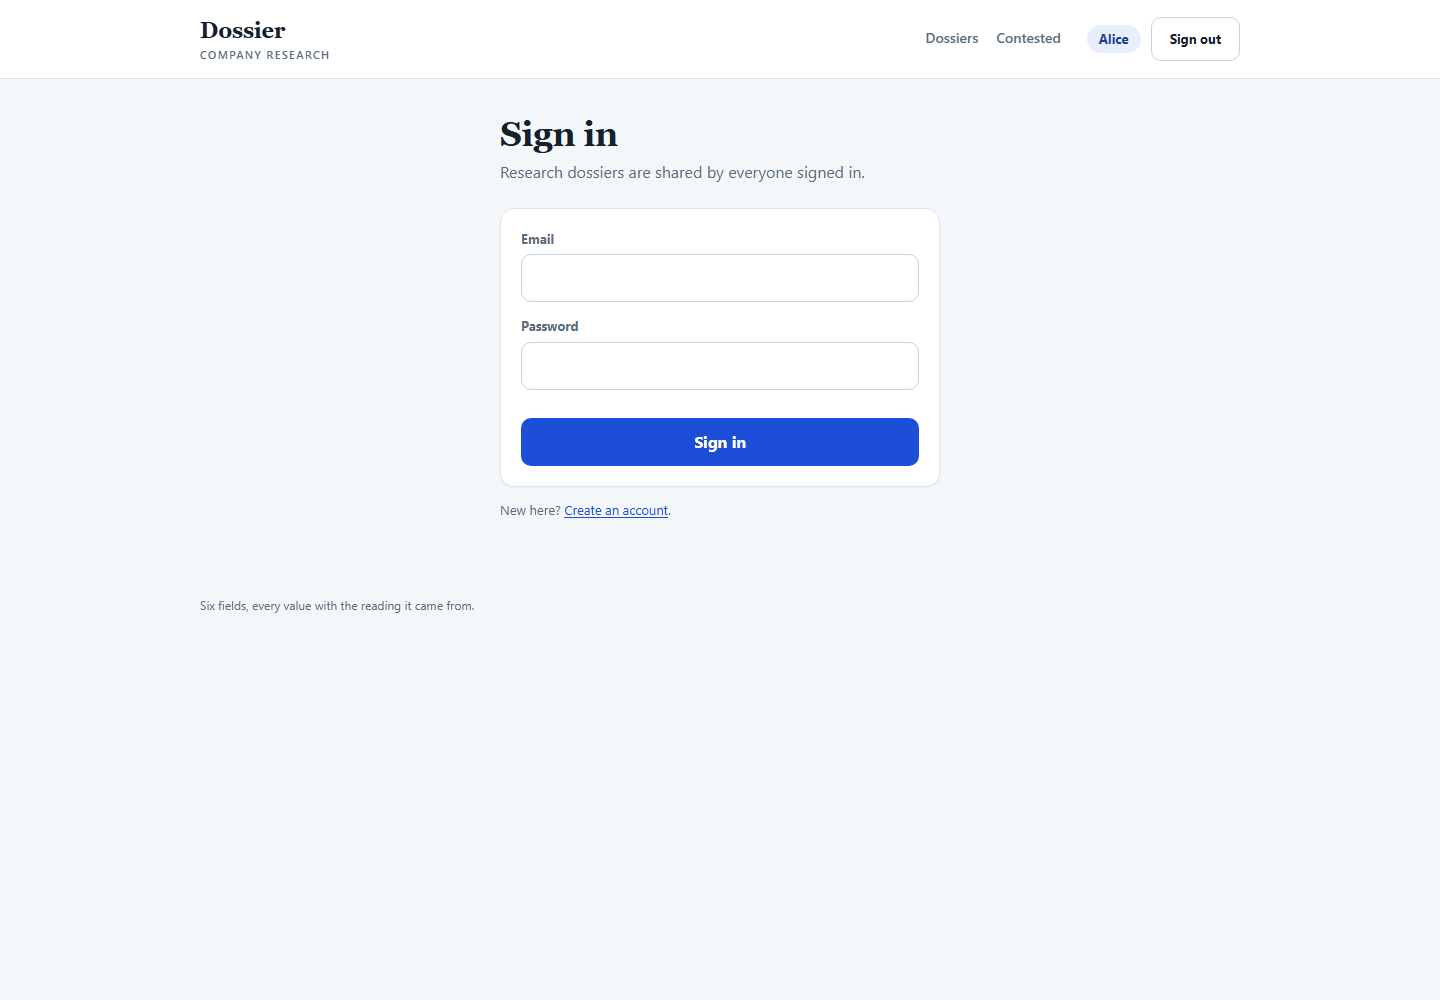 Dossier
COMPANY RESEARCH
Dossiers
Contested
Alice
Sign out
Sign in
Research dossiers are shared by everyone signed in.
Email
Password
Sign in
New here? Create an account.
Six fields, every value with the reading it came from.